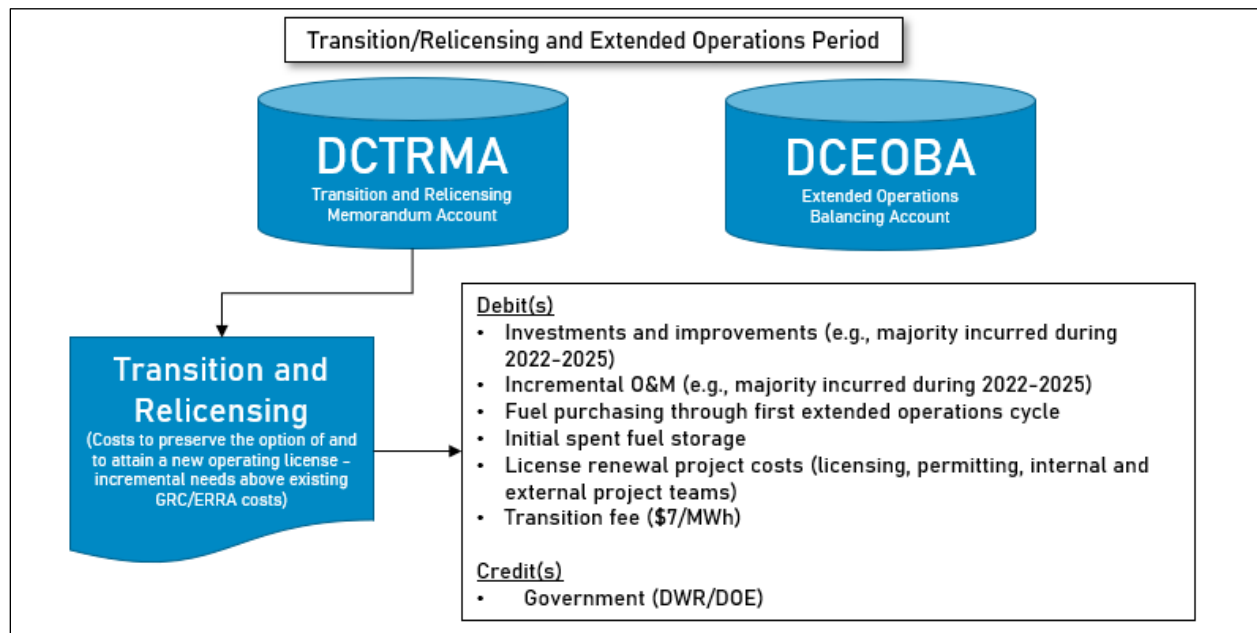 Transition/Relicensing and Extended Operations Period
DCTRMA
Transition and Relicensing
Memorandum Account
DCEOBA
Extended Operations
Balancing Account
Transition and
Relicensing
(Costs to preserve the option of and
to attain a new operating license –
incremental needs above existing
GRC/ERRA costs)
Debit(s)
• Investments and improvements (e.g., majority incurred during
2022-2025)
• Incremental O&M (e.g., majority incurred during 2022-2025)
• Fuel purchasing through first extended operations cycle
• Initial spent fuel storage
• License renewal project costs (licensing, permitting, internal and
external project teams)
• Transition fee ($7/MWh)
Credit(s)
• Government (DWR/DOE)